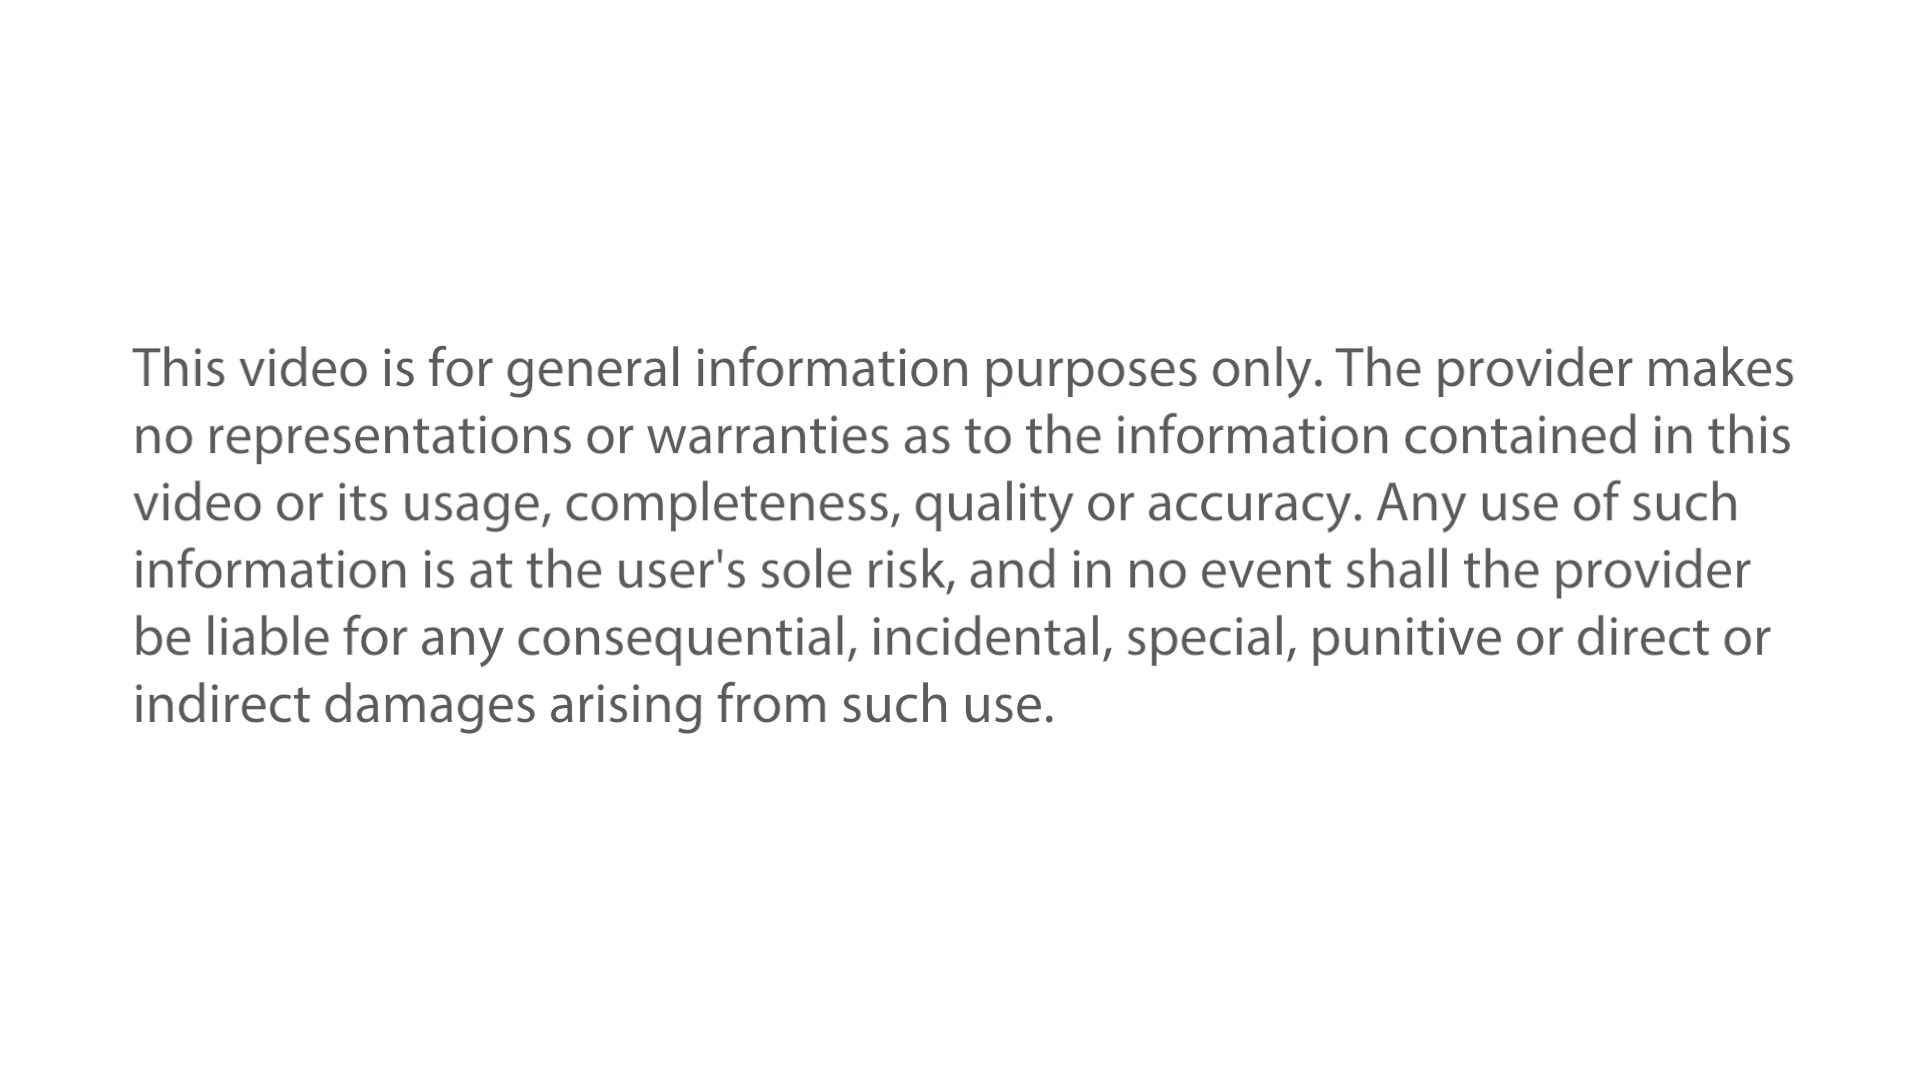 This video is for general information purposes only. The provider makes
no representations or warranties as to the information contained in this
video or its usage, completeness, quality or accuracy. Any use of such
information is at the user's sole risk, and in no event shall the provider
be liable for any consequential, incidental, special, punitive or direct or
indirect damages arising from such use.